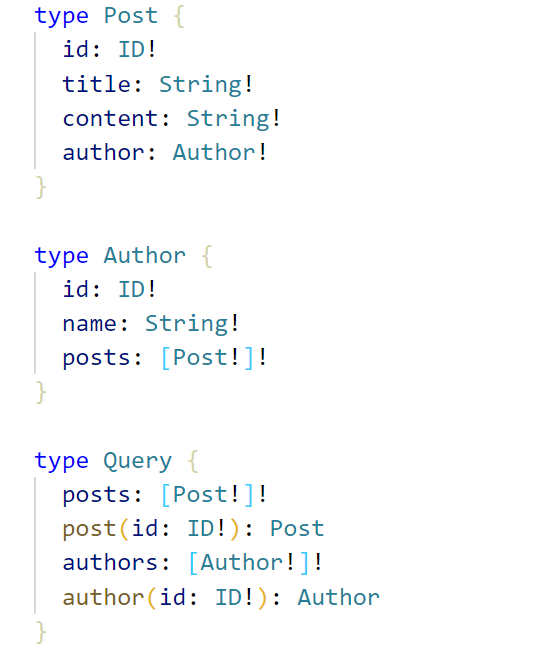 type Post {
  id: ID!
  title: String!
  content: String!
  author: Author!
}

type Author {
  id: ID!
  name: String!
  posts: [Post!]!
}

type Query {
  posts: [Post!]!
  post(id: ID!): Post
  authors: [Author!]!
  author(id: ID!): Author
}